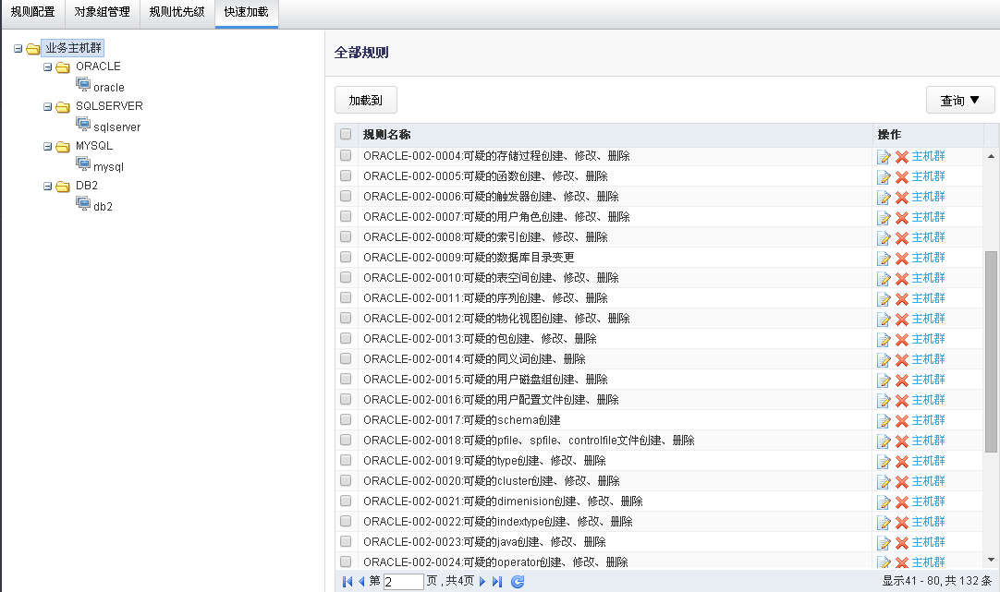 规则配置 对象组管理 规则优先级 快速加载
业务主机群
ORACLE
oracle
SQLSERVER
sqlserver
MYSQL
mysql
DB2
db2
全部规则
加载到 查询 ▼
规则名称 操作
ORACLE-002-0004:可疑的存储过程创建、修改、删除 主机群
ORACLE-002-0005:可疑的函数创建、修改、删除 主机群
ORACLE-002-0006:可疑的触发器创建、修改、删除 主机群
ORACLE-002-0007:可疑的用户角色创建、修改、删除 主机群
ORACLE-002-0008:可疑的索引创建、修改、删除 主机群
ORACLE-002-0009:可疑的数据库目录变更 主机群
ORACLE-002-0010:可疑的表空间创建、修改、删除 主机群
ORACLE-002-0011:可疑的序列创建、修改、删除 主机群
ORACLE-002-0012:可疑的物化视图创建、修改、删除 主机群
ORACLE-002-0013:可疑的包创建、修改、删除 主机群
ORACLE-002-0014:可疑的同义词创建、删除 主机群
ORACLE-002-0015:可疑的用户磁盘组创建、删除 主机群
ORACLE-002-0016:可疑的用户配置文件创建、删除 主机群
ORACLE-002-0017:可疑的schema创建 主机群
ORACLE-002-0018:可疑的pfile、spfile、controlfile文件创建、删除 主机群
ORACLE-002-0019:可疑的type创建、修改、删除 主机群
ORACLE-002-0020:可疑的cluster创建、修改、删除 主机群
ORACLE-002-0021:可疑的dimenision创建、修改、删除 主机群
ORACLE-002-0022:可疑的indextype创建、修改、删除 主机群
ORACLE-002-0023:可疑的java创建、修改、删除 主机群
ORACLE-002-0024:可疑的operator创建、修改、删除 主机群
第 2 页,共4页 显示41 - 80, 共 132 条